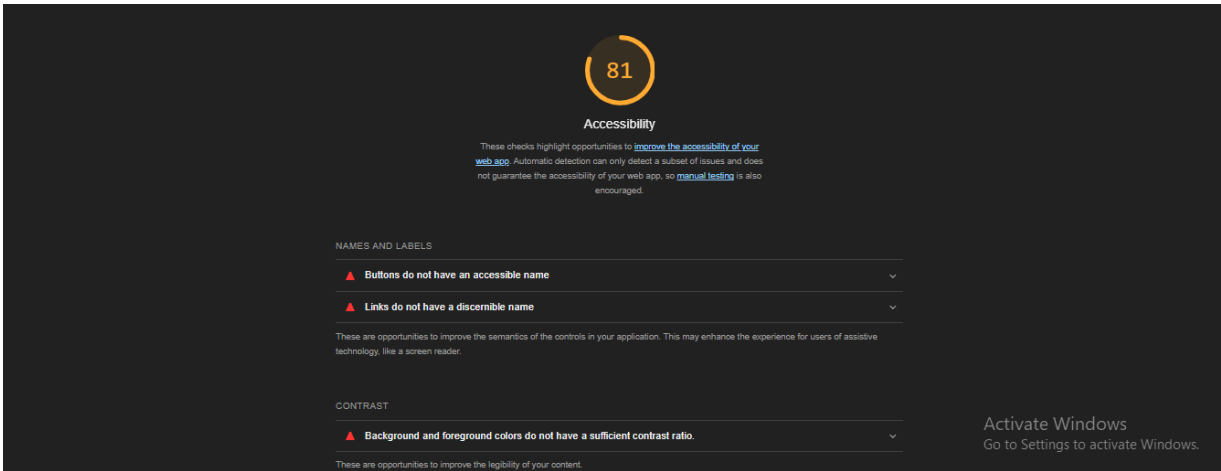 81
Accessibility
These checks highlight opportunities to improve the accessibility of your
web app. Automatic detection can only detect a subset of issues and does
not guarantee the accessibility of your web app, so manual testing is also
encouraged.
NAMES AND LABELS
Buttons do not have an accessible name
Links do not have a discernible name
These are opportunities to improve the semantics of the controls in your application. This may enhance the experience for users of assistive
technology, like a screen reader.
CONTRAST
Background and foreground colors do not have a sufficient contrast ratio.
These are opportunities to improve the legibility of your content.
Activate Windows
Go to Settings to activate Windows.